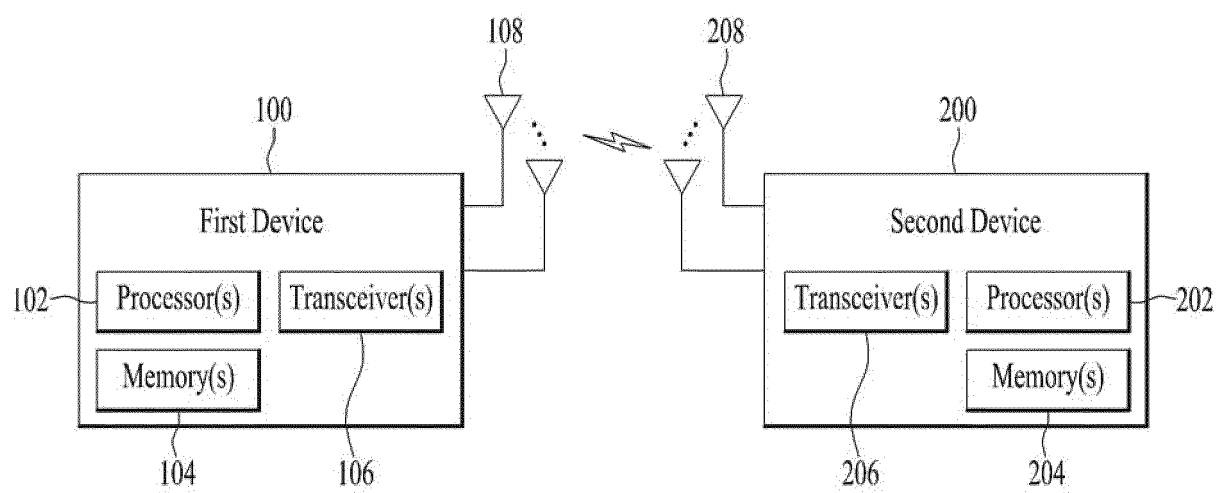 108
208
100
200
First Device
Second Device
102
Processor(s)
Transceiver(s)
Transceiver(s)
Processor(s)
202
Memory(s)
Memory(s)
104
106
206
204